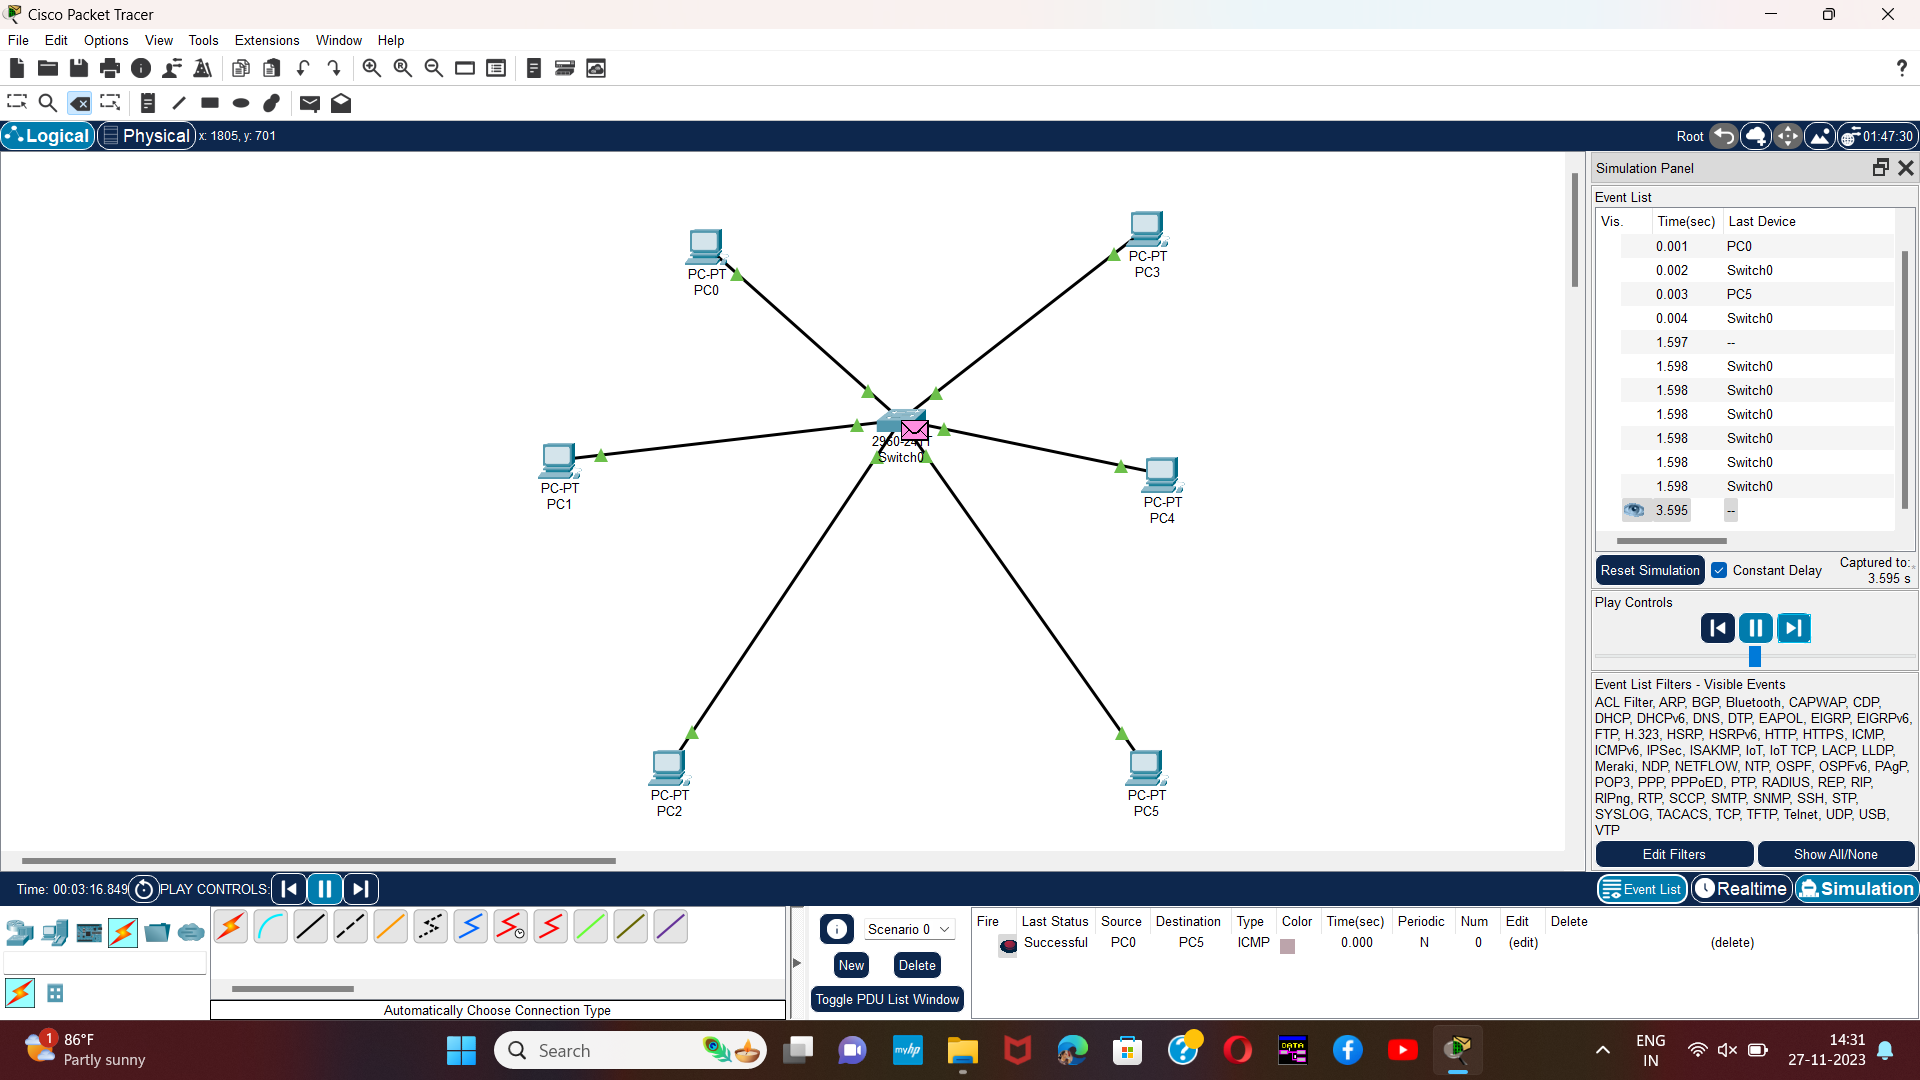 Cisco Packet Tracer
File Edit Options View Tools Extensions Window Help
?
Logical Physical x: 1805, y: 701 Root 01:47:30
PC-PT
PC0
PC-PT
PC3
PC-PT
PC1
Switch0
PC-PT
PC4
PC-PT
PC2
PC-PT
PC5
Simulation Panel
Event List
Vis. Time(sec) Last Device
0.001 PC0
0.002 Switch0
0.003 PC5
0.004 Switch0
1.597 --
1.598 Switch0
1.598 Switch0
1.598 Switch0
1.598 Switch0
1.598 Switch0
1.598 Switch0
3.595 --
Reset Simulation Constant Delay Captured to:
3.595 s
Play Controls
Event List Filters - Visible Events
ACL Filter, ARP, BGP, Bluetooth, CAPWAP, CDP,
DHCP, DHCPv6, DNS, DTP, EAPOL, EIGRP, EIGRPv6,
FTP, H.323, HSRP, HSRPv6, HTTP, HTTPS, ICMP,
ICMPv6, IPSec, ISAKMP, IoT, IoT TCP, LACP, LLDP,
Meraki, NDP, NETFLOW, NTP, OSPF, OSPFv6, PAgP,
POP3, PPP, PPPoED, PTP, RADIUS, REP, RIP,
RIPng, RTP, SCCP, SMTP, SNMP, SSH, STP,
SYSLOG, TACACS, TCP, TFTP, Telnet, UDP, USB,
VTP
Edit Filters Show All/None
Time: 00:03:16.849 PLAY CONTROLS: Event List Realtime Simulation
Automatically Choose Connection Type
Scenario 0
New Delete
Toggle PDU List Window
Fire Last Status Source Destination Type Color Time(sec) Periodic Num Edit Delete
Successful PC0 PC5 ICMP 0.000 N 0 (edit) (delete)
1 86°F
Partly sunny
Search
myhp
DATA
ENG
IN
14:31
27-11-2023